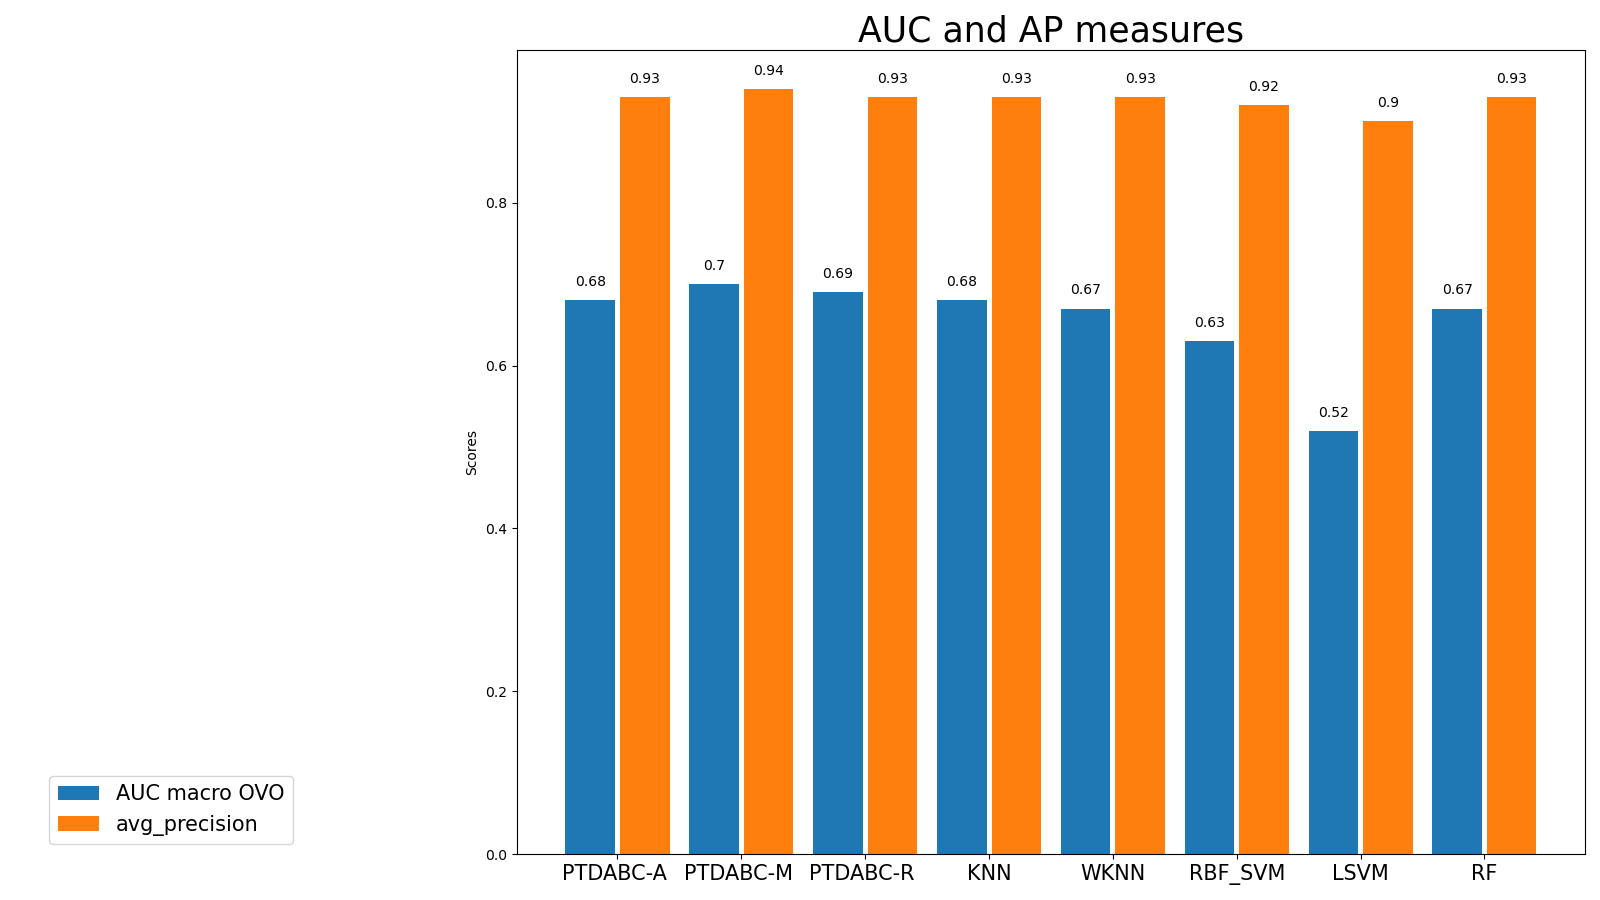 AUC and AP measures
0.93 0.94 0.93 0.93 0.93 0.92 0.9 0.93
0.68 0.7 0.69 0.68 0.67 0.63 0.52 0.67
0.8
0.6
0.4
0.2
0.0
Scores
PTDABC-A PTDABC-M PTDABC-R KNN WKNN RBF_SVM LSVM RF
AUC macro OVO
avg_precision